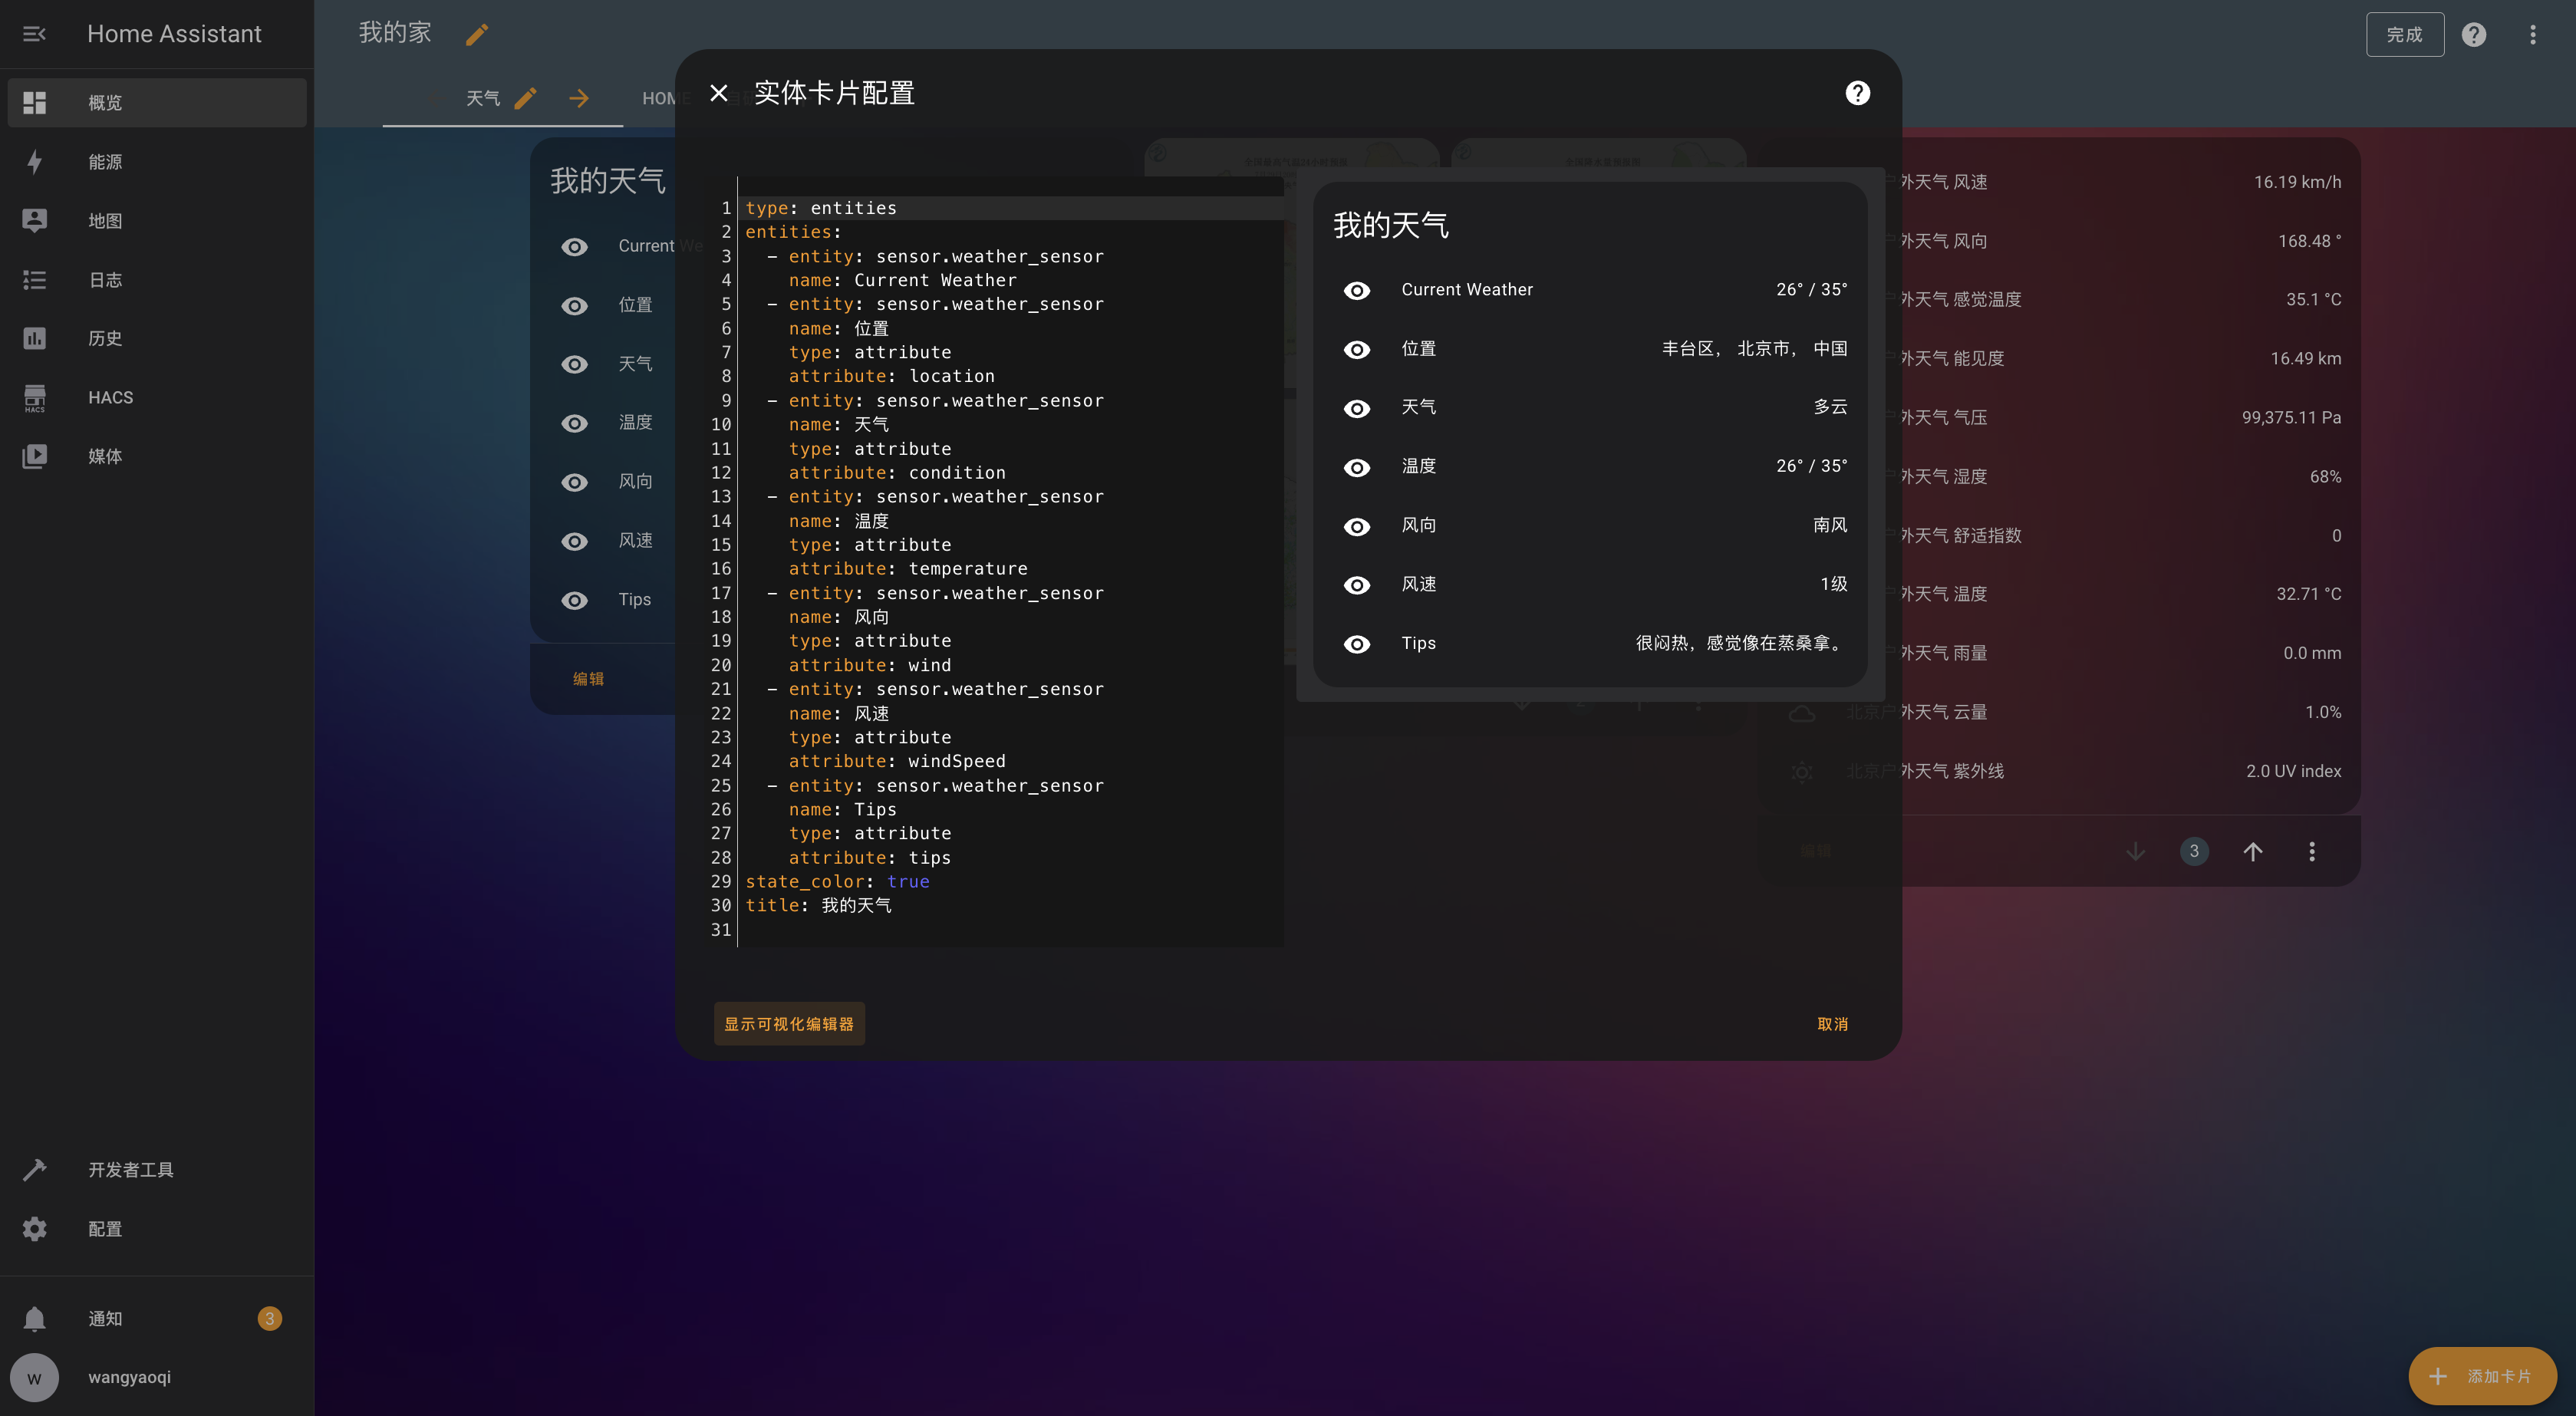 Home Assistant
概览
能源
地图
日志
历史
HACS
HACS
媒体
开发者工具
配置
通知
3
W
wangyaoqi
我的家
完成
天气
HOME
我的天气
Current We
位置
天气
温度
风向
风速
Tips
编辑
实体卡片配置
1 type: entities
2 entities:
3 - entity: sensor.weather_sensor
4 name: Current Weather
5 - entity: sensor.weather_sensor
6 name: 位置
7 type: attribute
8 attribute: location
9 - entity: sensor.weather_sensor
10 name: 天气
11 type: attribute
12 attribute: condition
13 - entity: sensor.weather_sensor
14 name: 温度
15 type: attribute
16 attribute: temperature
17 - entity: sensor.weather_sensor
18 name: 风向
19 type: attribute
20 attribute: wind
21 - entity: sensor.weather_sensor
22 name: 风速
23 type: attribute
24 attribute: windSpeed
25 - entity: sensor.weather_sensor
26 name: Tips
27 type: attribute
28 attribute: tips
29 state_color: true
30 title: 我的天气
31
我的天气
Current Weather 26° / 35°
位置 丰台区， 北京市， 中国
天气 多云
温度 26° / 35°
风向 南风
风速 1级
Tips 很闷热，感觉像在蒸桑拿。
显示可视化编辑器
取消
外天气 风速 16.19 km/h
外天气 风向 168.48 °
外天气 感觉温度 35.1 °C
外天气 能见度 16.49 km
外天气 气压 99,375.11 Pa
外天气 湿度 68%
外天气 舒适指数 0
外天气 温度 32.71 °C
外天气 雨量 0.0 mm
北京户外天气 云量 1.0%
北京户外天气 紫外线 2.0 UV index
编辑
3
添加卡片